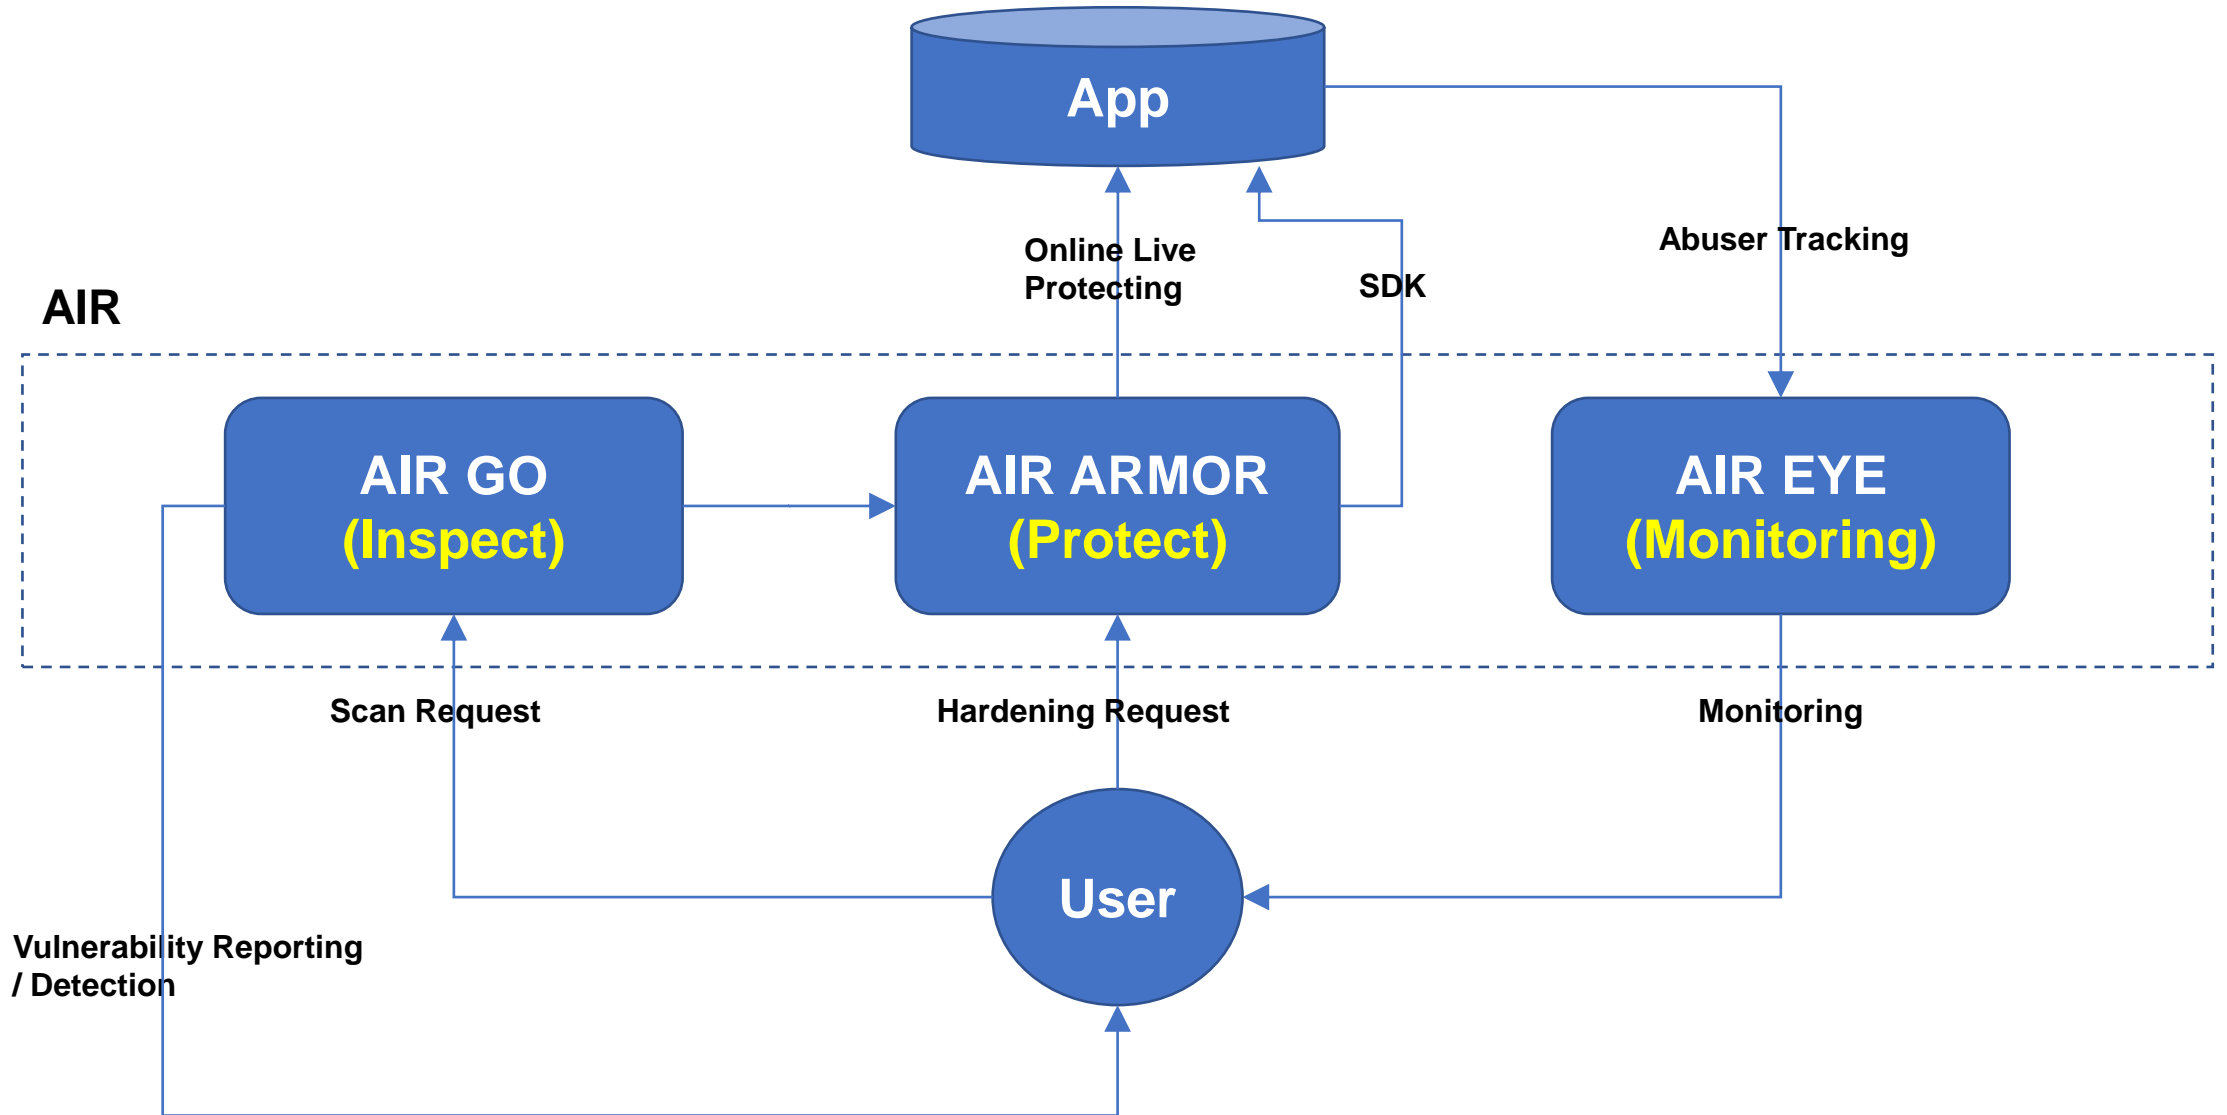 App
Online Live
Protecting
SDK
Abuser Tracking
AIR
AIR GO
(Inspect)
AIR ARMOR
(Protect)
AIR EYE
(Monitoring)
Scan Request
Hardening Request
Monitoring
User
Vulnerability Reporting
/ Detection